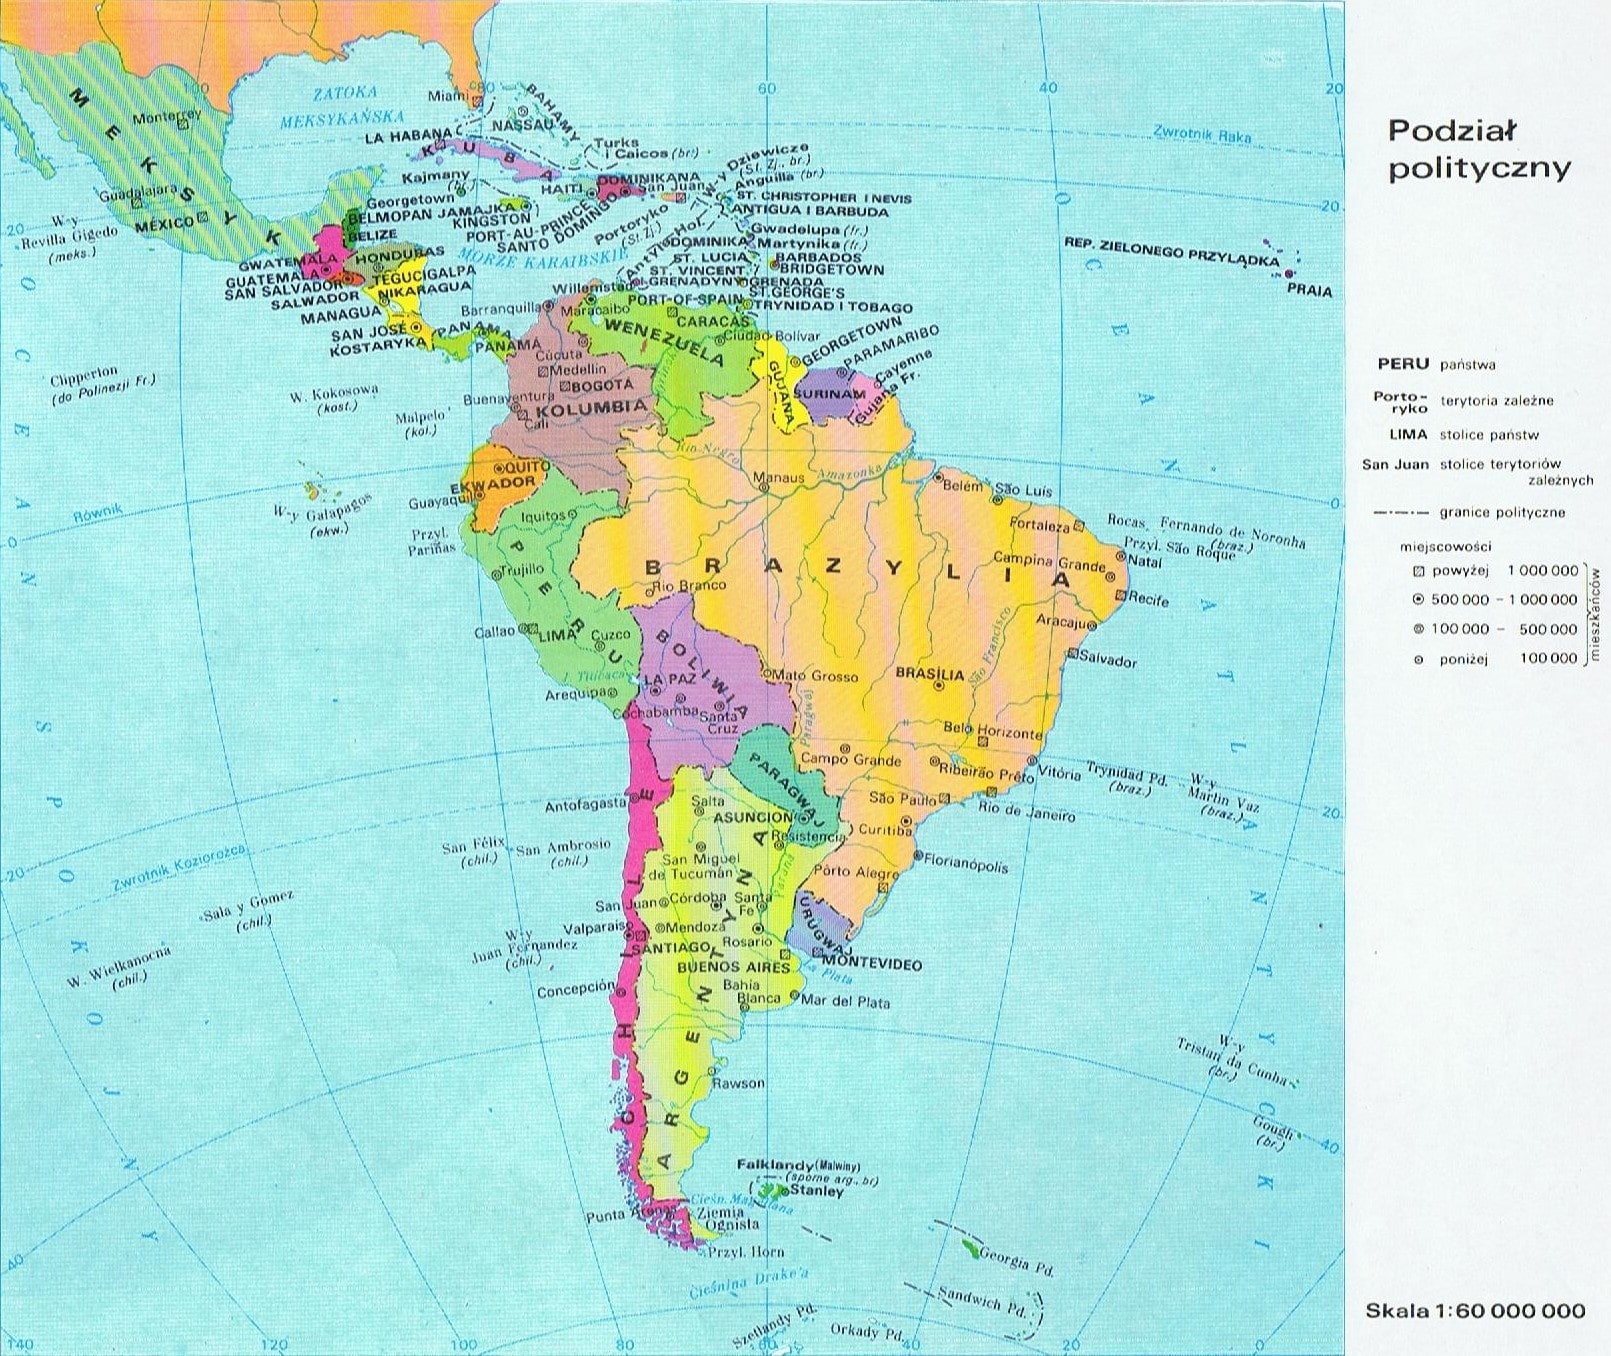 Podział
polityczny
PERU państwa
Porto-
ryko terytoria zależne
LIMA stolice państw
San Juan stolice terytoriów
zależnych
granice polityczne
miejscowości
powyżej 1 000 000
500 000 – 1 000 000
100 000 – 500 000
poniżej 100 000
mieszkańców
Skala 1:60 000 000
100
80
60
40
20
ZATOKA
MEKSYKAŃSKA
Miami
BAHAMY
NASSAU
Zwrotnik Raka
MEKSYK
Monterrey
LA HABANA
KUBA
Turks
i Caicos (br.)
Guadalajara
MÉXICO
Kajmany
(br.)
Georgetown
HAITI
DOMINIKANA
San Juan
W-y Dziewicze
(St. Zj., br.)
Anguilla (br)
ST. CHRISTOPHER I NEVIS
ANTIGUA I BARBUDA
20
20
W-y
Revilla Gigedo
(meks.)
BELMOPAN
BELIZE
JAMAJKA
KINGSTON
PORT-AU-PRINCE
SANTO DOMINGO
Portoryko
(St. Zj.)
Antyle Hol.
Gwadelupa (fr.)
DOMINIKA
Martynika (fr.)
ST. LUCIA
BARBADOS
BRIDGETOWN
ST. VINCENT
I GRENADYNY
GRENADA
ST. GEORGE'S
MORZE KARAIBSKIE
REP. ZIELONEGO PRZYLĄDKA
PRAIA
GWATEMALA
GUATEMALA
HONDURAS
TEGUCIGALPA
SAN SALVADOR
SALWADOR
NIKARAGUA
MANAGUA
SAN JOSÉ
KOSTARYKA
PANAMA
PANAMÁ
Willemstad
PORT-OF-SPAIN
TRYNIDAD I TOBAGO
Barranquilla
Maracaibo
CARACAS
WENEZUELA
Ciudad Bolívar
GEORGETOWN
PARAMARIBO
Cayenne
GUJANA
SURINAM
Gujana Fr.
Clipperton
(do Polinezji Fr.)
W. Kokosowa
(kost.)
Malpelo
(kol.)
Cúcuta
Medellín
BOGOTÁ
Buenaventura
KOLUMBIA
Cali
QUITO
EKWADOR
Guayaquil
W-y Galapagos
(ekw.)
Równik
0
0
Rio Negro
Amazonka
Manaus
Belém
São Luis
Iquitos
Przyl.
Pariñas
Fortaleza
Rocas
Fernando de Noronha
(braz.)
Przyl. São Roque
Natal
Campina Grande
Recife
Trujillo
PERU
BRAZYLIA
Rio Branco
Aracaju
Callao
LIMA
Cuzco
BOLIWIA
São Francisco
Salvador
J. Titicaca
LA PAZ
Mato Grosso
BRASÍLIA
Arequipa
Cochabamba
Santa
Cruz
Paragwaj
Belo Horizonte
PARAGWAJ
Campo Grande
Ribeirão Prêto
Vitória
Trynidad Pd.
(braz.)
W-y
Martin Vaz
(braz.)
Antofagasta
Salta
ASUNCIÓN
São Paulo
Rio de Janeiro
20
Resistencia
Curitiba
San Félix
(chil.)
San Ambrosio
(chil.)
San Miguel
de Tucumán
Paraná
Florianópolis
Pôrto Alegre
Zwrotnik Koziorożca
20
Sala y Gomez
(chil.)
W. Wielkanocna
(chil.)
San Juan
Córdoba
Santa
Fe
URUGWAJ
Valparaiso
Mendoza
SANTIAGO
Rosario
MONTEVIDEO
W-y
Juan Fernandez
(chil.)
BUENOS AIRES
La Plata
Concepción
Bahía
Blanca
Mar del Plata
CHILE
ARGENTYNA
Rawson
W-y
Tristan da Cunha
(br.)
Gough
(br.)
40
Falklandy (Malwiny)
(sporne arg., br)
Stanley
Cieśn. Magellana
Punta Arenas
Ziemia
Ognista
Przyl. Horn
Georgia Pd.
Cieśnina Drake'a
Sandwich Pd.
Szetlandy Pd.
Orkady Pd.
OCEAN SPOKOJNY
OCEAN ATLANTYCKI
40
140
120
100
80
40
20
0